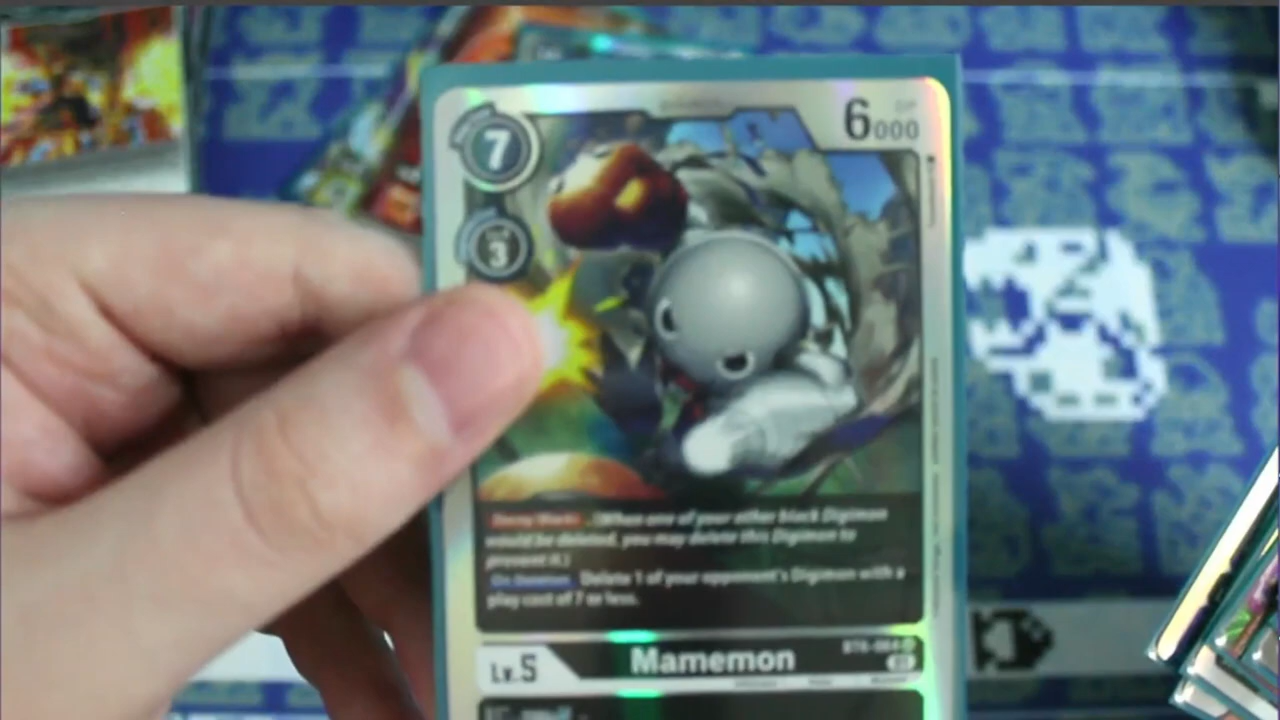 7
6000
DP
3
Decoy Black (When one of your other black Digimon
would be deleted, you may delete this Digimon to
prevent it.)
On Deletion Delete 1 of your opponent's Digimon with a
play cost of 7 or less.
Lv.5 Mamemon